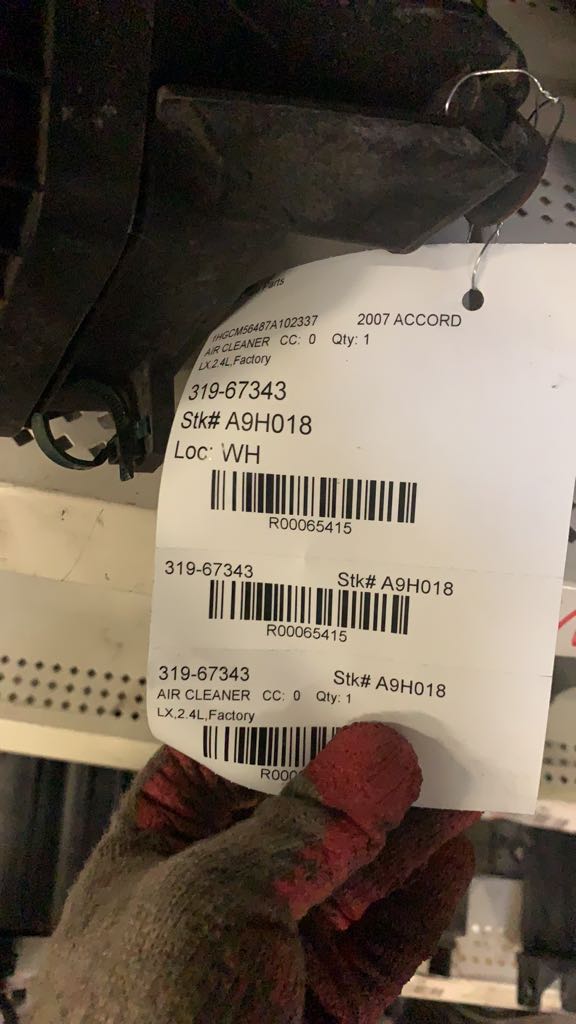 Parts
1HGCM56487A102337 2007 ACCORD
AIR CLEANER CC: 0 Qty: 1
LX,2.4L,Factory
319-67343
Stk# A9H018
Loc: WH
R00065415
319-67343 Stk# A9H018
R00065415
319-67343 Stk# A9H018
AIR CLEANER CC: 0 Qty: 1
LX,2.4L,Factory
R000